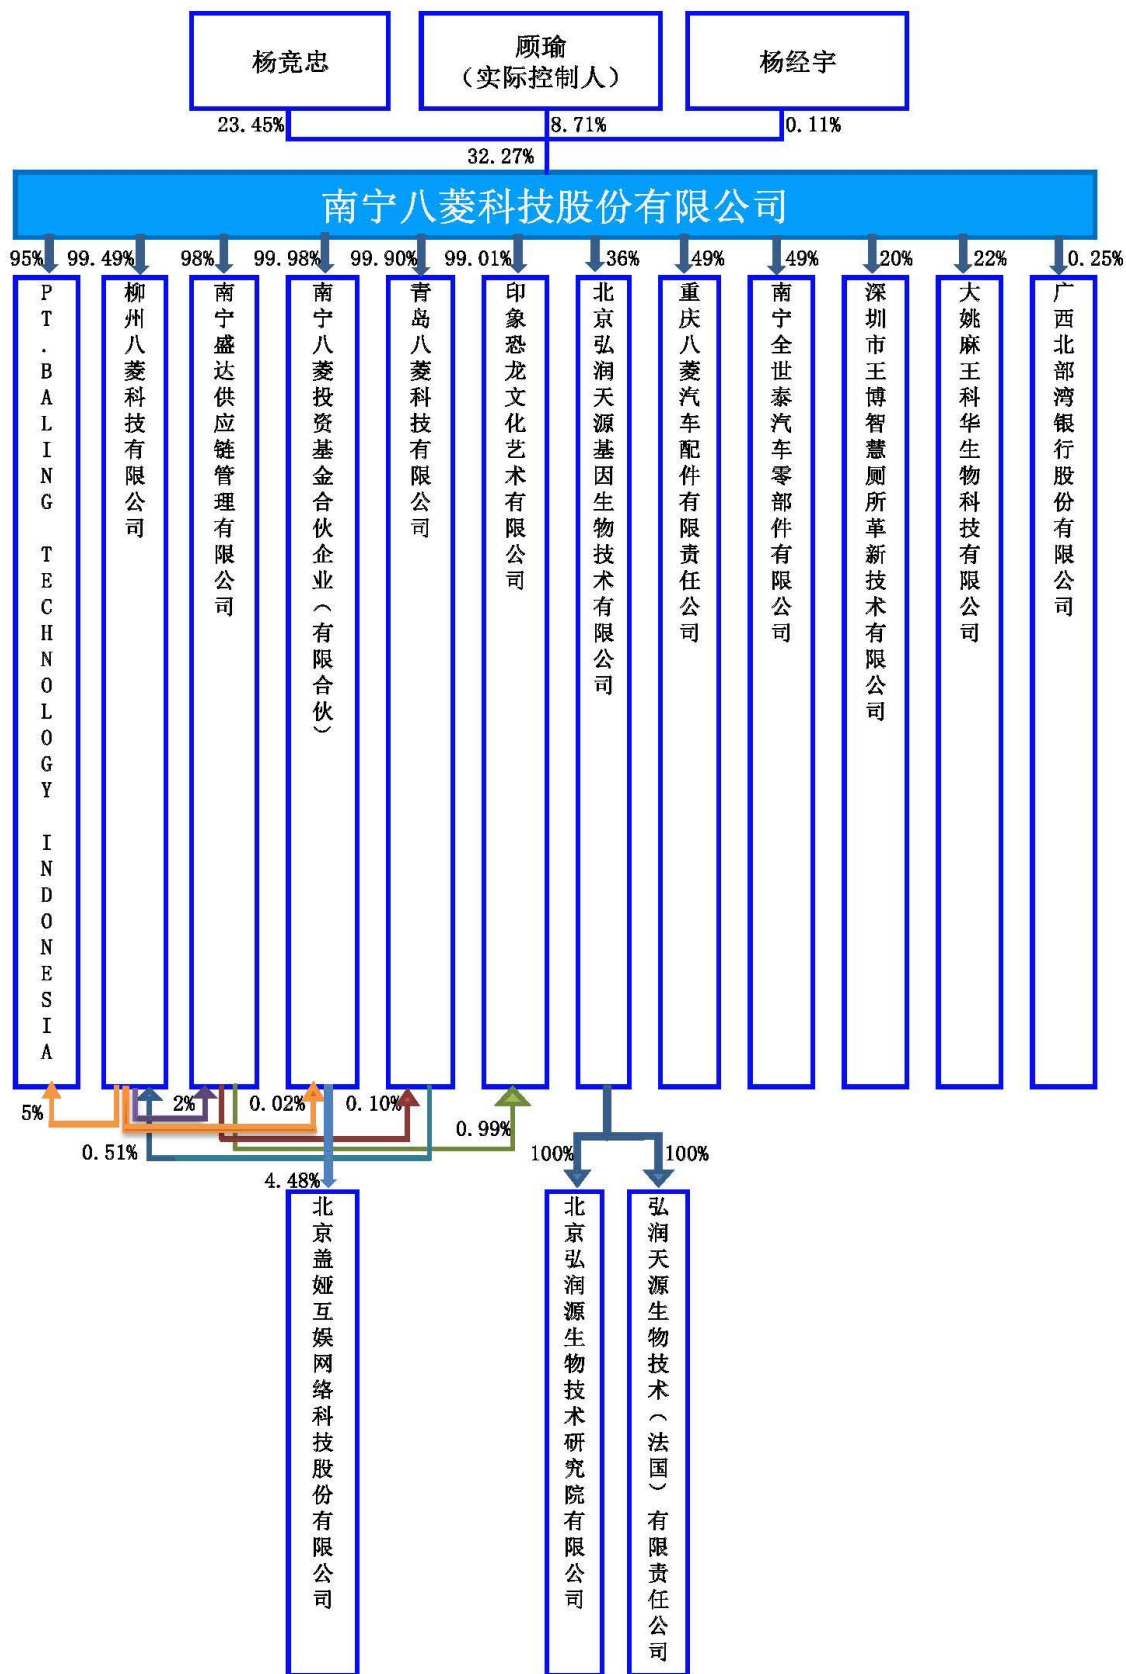 杨竞忠
顾瑜
（实际控制人）
杨经宇
23.45%
8.71%
0.11%
32.27%
南宁八菱科技股份有限公司
95%
99.49%
98%
99.98%
99.90%
99.01%
36%
49%
49%
20%
22%
0.25%
PT.BALING TECHNOLOGY INDONESIA
柳州八菱科技有限公司
南宁盛达供应链管理有限公司
南宁八菱投资基金合伙企业（有限合伙）
青岛八菱科技有限公司
印象恐龙文化艺术有限公司
北京弘润天源基因生物技术有限公司
重庆八菱汽车配件有限责任公司
南宁全世泰汽车零部件有限公司
深圳市王博智慧厕所革新技术有限公司
大姚麻王科华生物科技有限公司
广西北部湾银行股份有限公司
5%
2%
0.02%
0.10%
0.99%
0.51%
4.48%
100%
100%
北京盖娅互娱网络科技股份有限公司
北京弘润源生物技术研究院有限公司
弘润天源生物技术（法国）有限责任公司